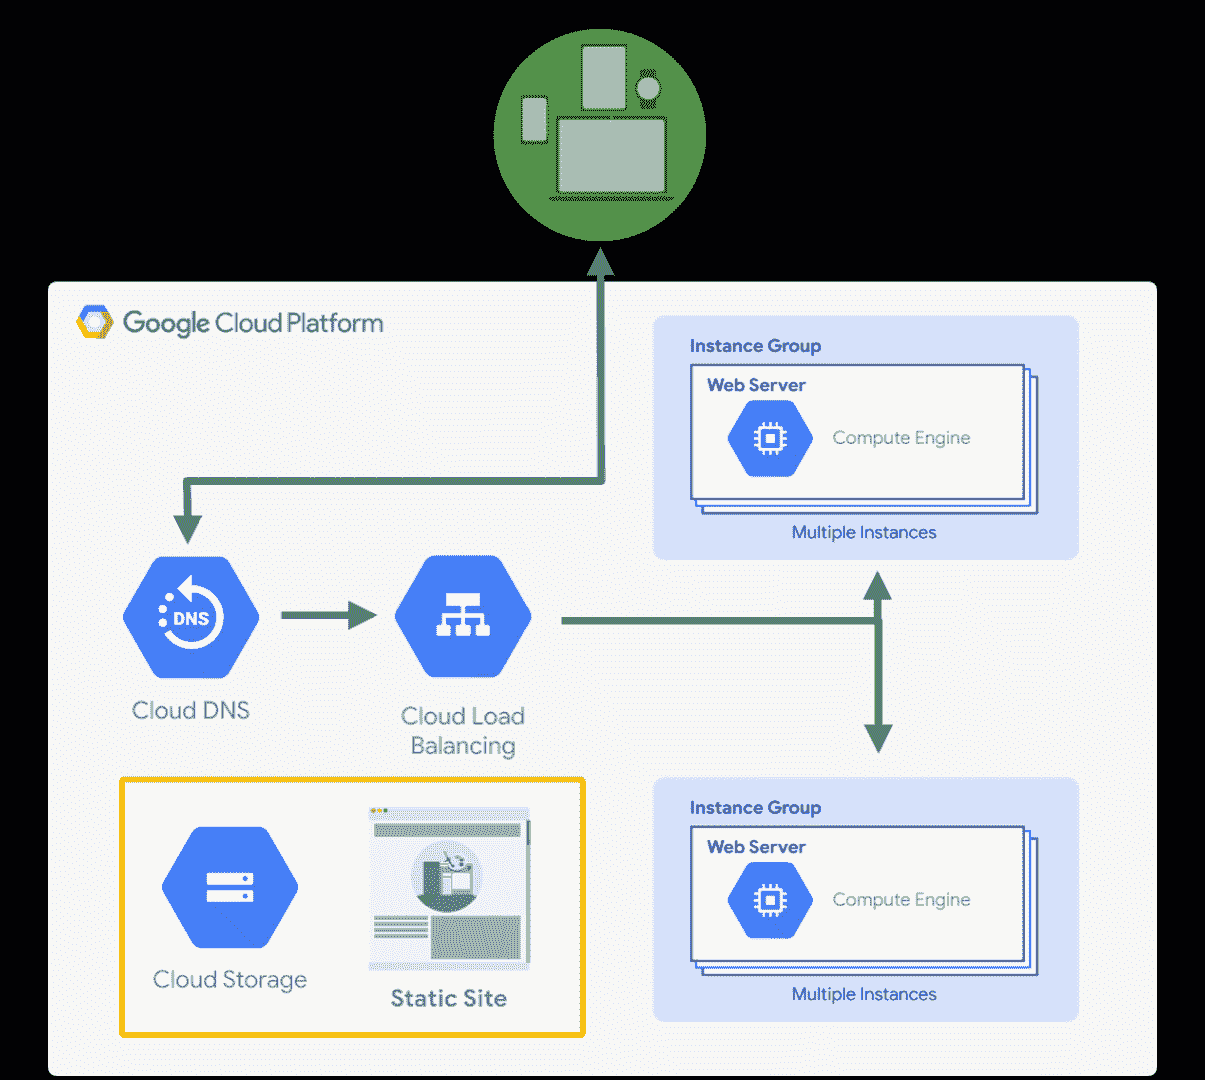 Google Cloud Platform
Instance Group
Web Server
Compute Engine
Multiple Instances
DNS
Cloud DNS
Cloud Load
Balancing
Cloud Storage
Static Site
Instance Group
Web Server
Compute Engine
Multiple Instances